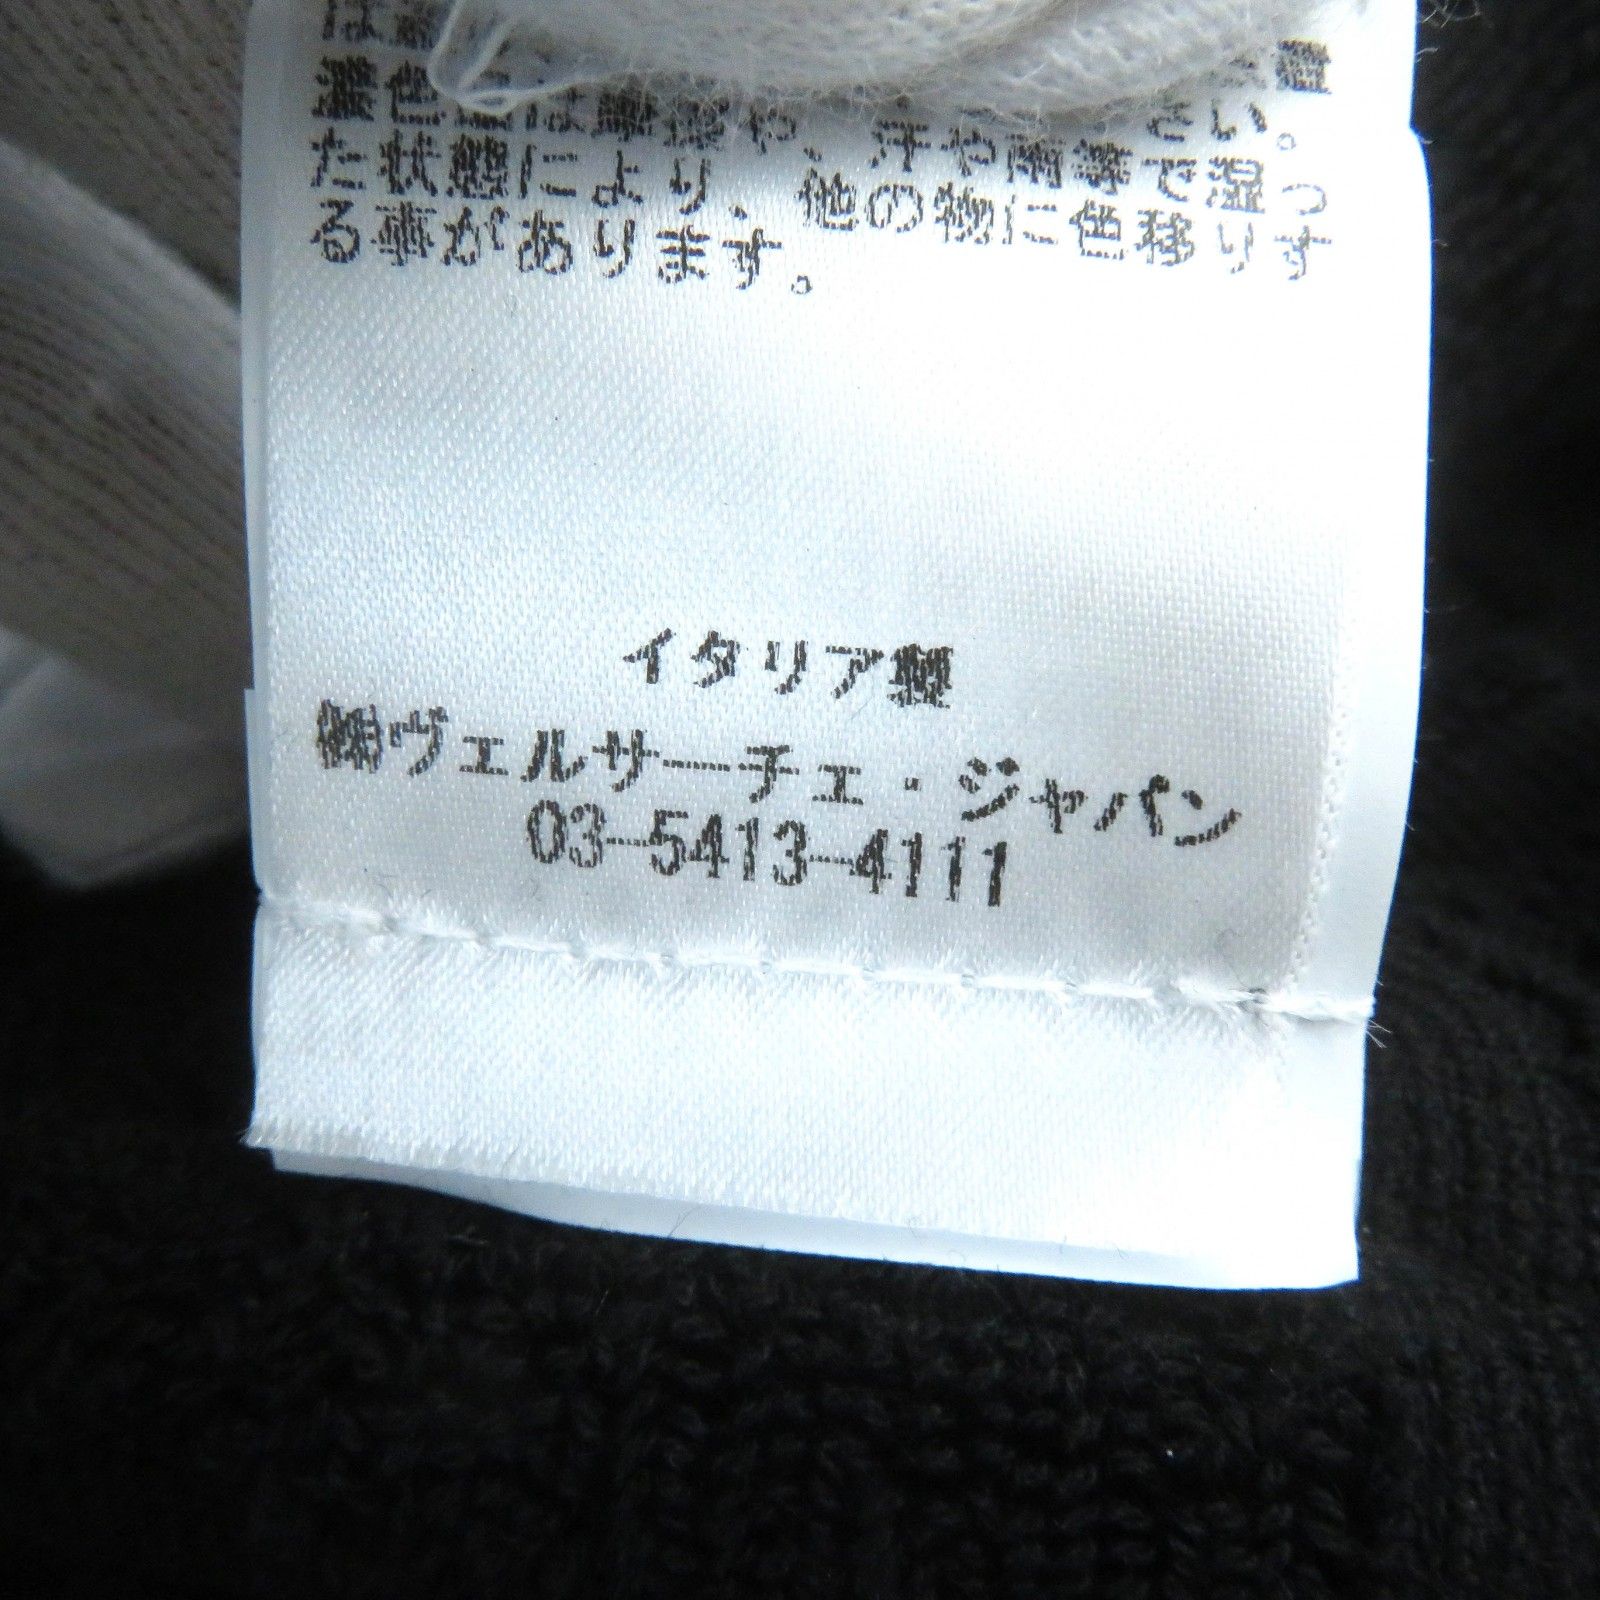 濃色品は摩擦や、汗や雨等で湿っ
た状態により、他の物に色移りす
る事があります。
さい。
イタリア製
㈱ヴェルサーチェ・ジャパン
03-5413-4111